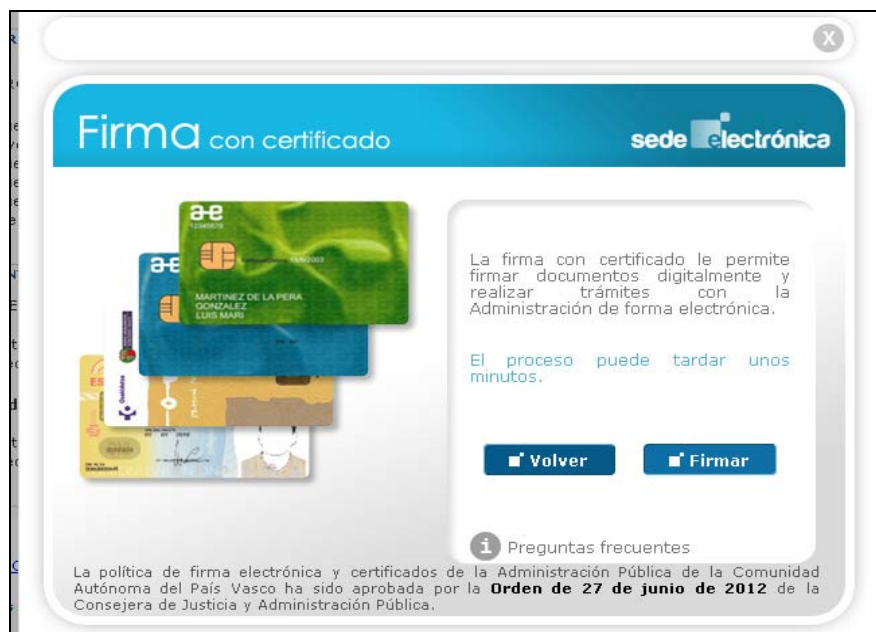 X
Firma con certificado
sede electrónica
a-e
12345678
MARTINEZ DE LA PERA
GONZALEZ
LUIS MARI
a-e
Osakidetza
ES
La firma con certificado le permite
firmar documentos digitalmente y
realizar trámites con la
Administración de forma electrónica.
El proceso puede tardar unos
minutos.
Volver
Firmar
i Preguntas frecuentes
La política de firma electrónica y certificados de la Administración Pública de la Comunidad
Autónoma del País Vasco ha sido aprobada por la Orden de 27 de junio de 2012 de la
Consejera de Justicia y Administración Pública.